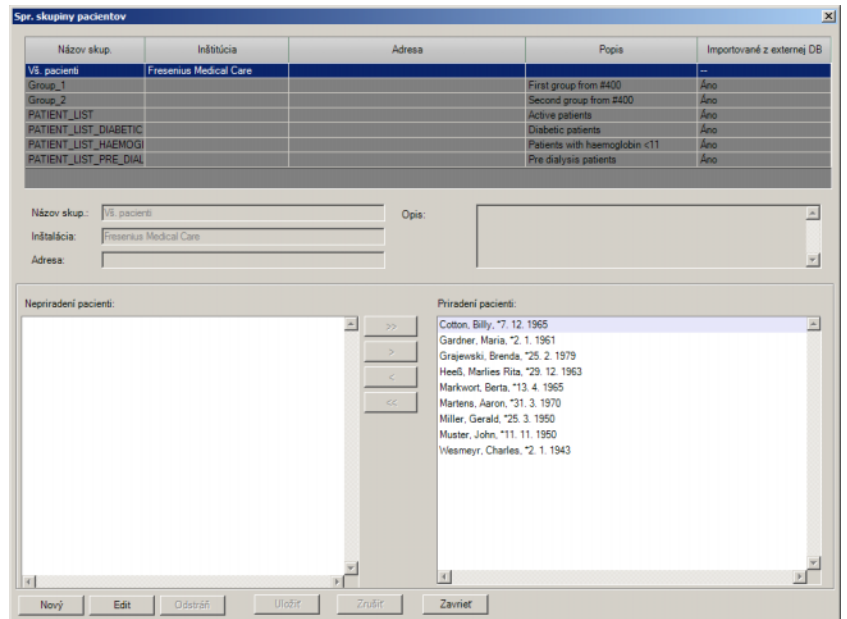 Spr. skupiny pacientov
Názov skup. Inštitúcia Adresa Popis Importované z externej DB
Vš. pacienti Fresenius Medical Care --
Group_1 First group from #400 Áno
Group_2 Second group from #400 Áno
PATIENT_LIST Active patients Áno
PATIENT_LIST_DIABETIC Diabetic patients Áno
PATIENT_LIST_HAEMOGI Patients with haemoglobin <11 Áno
PATIENT_LIST_PRE_DIAL Pre dialysis patients Áno
Názov skup.: Vš. pacienti Opis:
Inštalácia: Fresenius Medical Care
Adresa:
Nepriradení pacienti: Priradení pacienti:
>>
>
<
<<
Cotton, Billy, *7. 12. 1965
Gardner, Maria, *2. 1. 1961
Grajewski, Brenda, *25. 2. 1979
Heeß, Marlies Rita, *29. 12. 1963
Markwort, Berta, *13. 4. 1965
Martens, Aaron, *31. 3. 1970
Miller, Gerald, *25. 3. 1950
Muster, John, *11. 11. 1950
Wesmeyr, Charles, *2. 1. 1943
Nový Edit Odstráň Uložiť Zrušiť Zavrieť